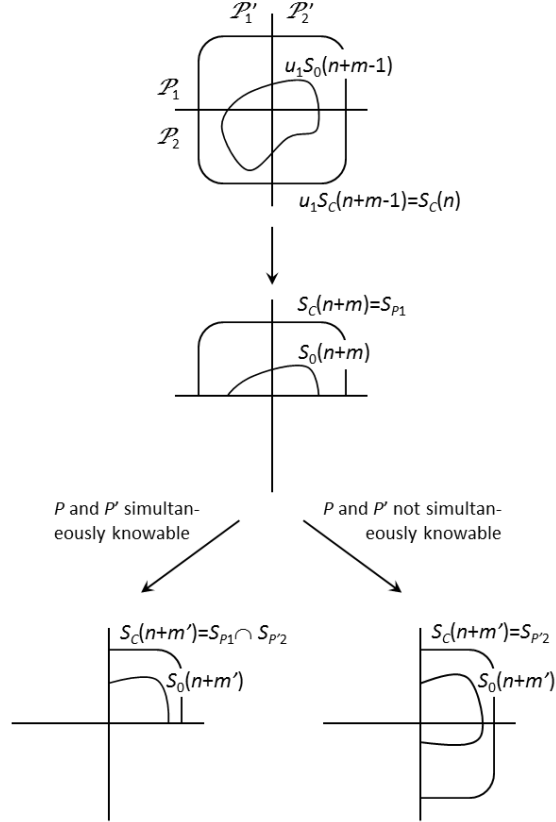 𝒫₁' 𝒫₂'
u₁S₀(n+m-1)
𝒫₁
𝒫₂
u₁S_C(n+m-1)=S_C(n)
S_C(n+m)=S_P1
S₀(n+m)
P and P' simultan-
eously knowable
P and P' not simultan-
eously knowable
S_C(n+m')=S_P1∩ S_P'2
S₀(n+m')
S_C(n+m')=S_P'2
S₀(n+m')